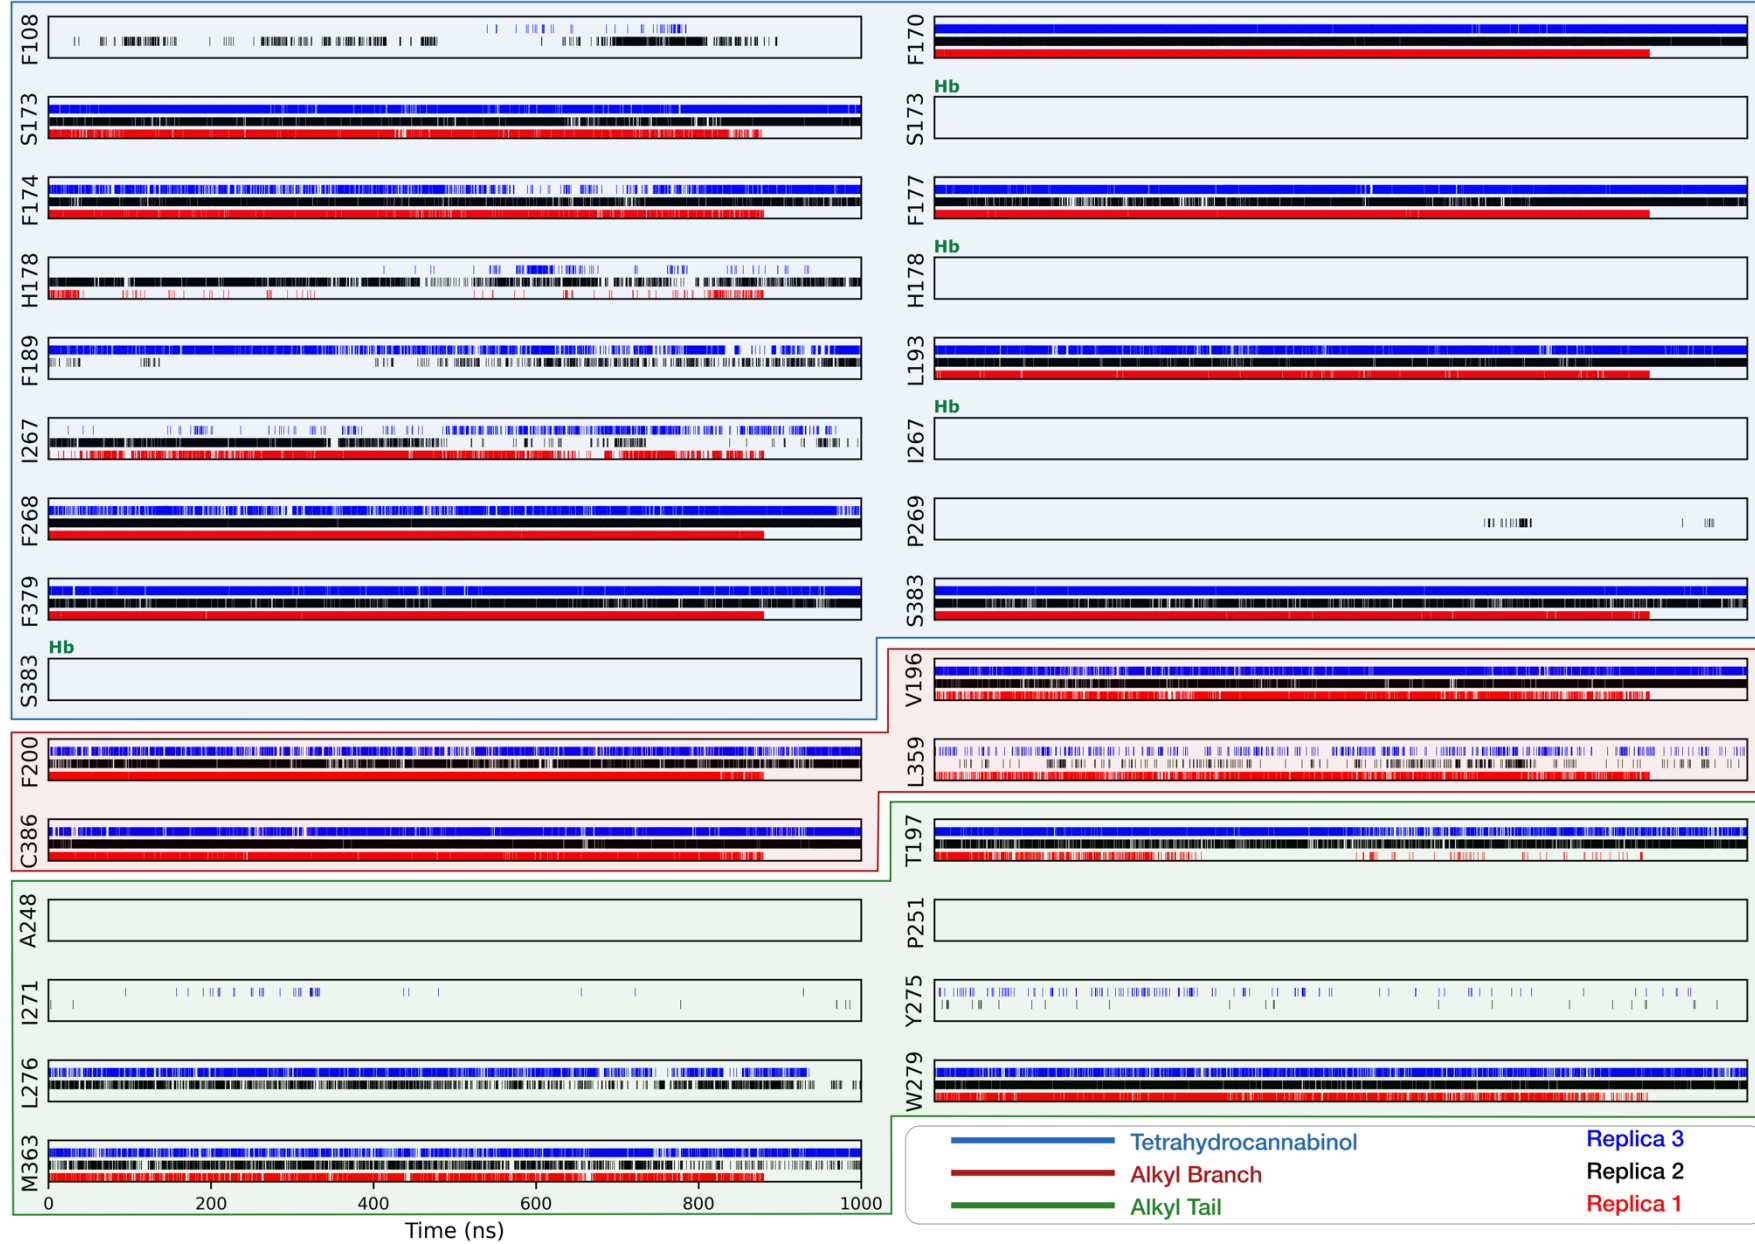 F108
F170
S173
Hb
S173
F174
F177
H178
Hb
H178
F189
L193
I267
Hb
I267
F268
P269
F379
S383
Hb
S383
V196
F200
L359
C386
T197
A248
P251
I271
Y275
L276
W279
M363
0 200 400 600 800 1000
Time (ns)
Tetrahydrocannabinol
Alkyl Branch
Alkyl Tail
Replica 3
Replica 2
Replica 1